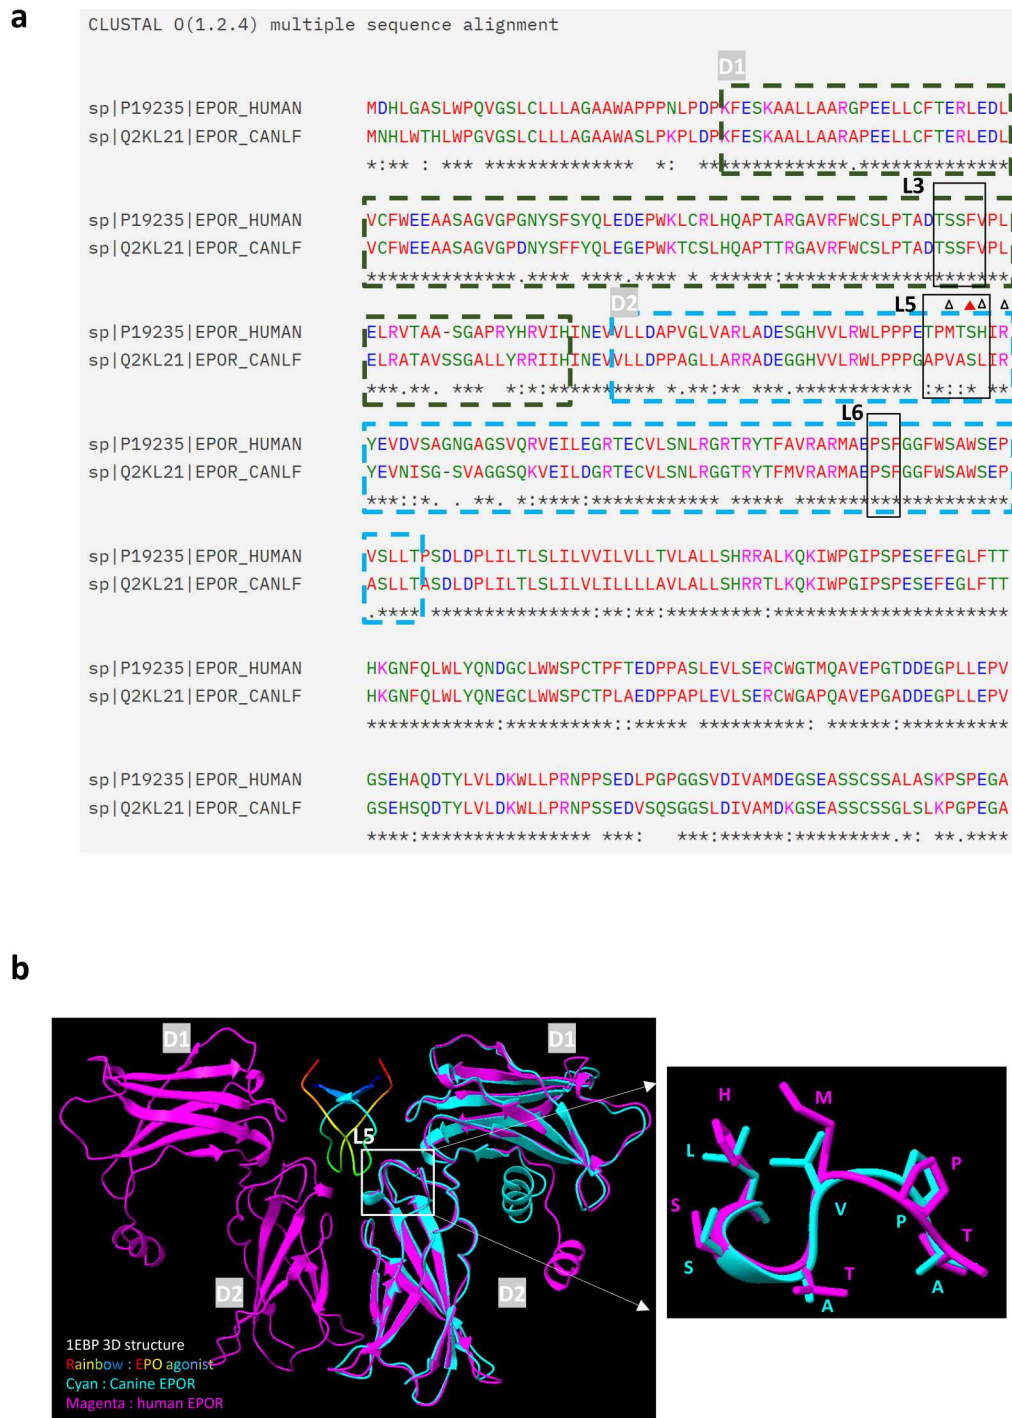 a
CLUSTAL O(1.2.4) multiple sequence alignment
D1
sp|P19235|EPOR_HUMAN MDHLGASLWPQVGSLCLLLAGAAWAPPPNLPDPKFESKAALLAARGPEELLCFTERLEDL
sp|Q2KL21|EPOR_CANLF MNHLWTHLWPGVGSLCLLLAGAAWASLPKPLDPKFESKAALLAARAPEELLCFTERLEDL
*:** : *** ************** *: *************.**************
L3
sp|P19235|EPOR_HUMAN VCFWEEAASAGVGPGNYSFSYQLEDEPWKLCRLHQAPTARGAVRFWCSLPTADTSSFVPL
sp|Q2KL21|EPOR_CANLF VCFWEEAASAGVGPDNYSFFYQLEGEPWKTCSLHQAPTTRGAVRFWCSLPTADTSSFVPL
**************.**** ****.**** * ******:*********************
D2 L5
sp|P19235|EPOR_HUMAN ELRVTAA-SGAPRYHRVIHINEVVLLDAPVGLVARLADESGHVVLRWLPPPETPMTSHIR
sp|Q2KL21|EPOR_CANLF ELRATAVSSGALLYRRIIHINEVVLLDPPAGLLARRADEGGHVVLRWLPPPGAPVASLIR
***.**. *** *:*:********** *.**:** ***.*********** :*::* **
L6
sp|P19235|EPOR_HUMAN YEVDVSAGNGAGSVQRVEILEGRTECVLSNLRGRTRYTFAVRARMAEPSFGGFWSAWSEP
sp|Q2KL21|EPOR_CANLF YEVNISG-SVAGGSQKVEILDGRTECVLSNLRGGTRYTFMVRARMAEPSFGGFWSAWSEP
***::*. . **. *:****:************ ***** ********************
sp|P19235|EPOR_HUMAN VSLLTPSDLDPLILTLSLILVVILVLLTVLALLSHRRALKQKIWPGIPSPESEFEGLFTT
sp|Q2KL21|EPOR_CANLF ASLLTASDLDPLILTLSLILVLILLLLAVLALLSHRRTLKQKIWPGIPSPESEFEGLFTT
.**** ***************:**:**:*********:**********************
sp|P19235|EPOR_HUMAN HKGNFQLWLYQNDGCLWWSPCTPFTEDPPASLEVLSERCWGTMQAVEPGTDDEGPLLEPV
sp|Q2KL21|EPOR_CANLF HKGNFQLWLYQNEGCLWWSPCTPLAEDPPAPLEVLSERCWGAPQAVEPGADDEGPLLEPV
************:**********::***** **********: ******:**********
sp|P19235|EPOR_HUMAN GSEHAQDTYLVLDKWLLPRNPPSEDLPGPGGSVDIVAMDEGSEASSCSSALASKPSPEGA
sp|Q2KL21|EPOR_CANLF GSEHSQDTYLVLDKWLLPRNPSSEDVSQSGGSLDIVAMDKGSEASSCSSGLSLKPGPEGA
****:**************** ***: ***:******:*********.*: **.****
b
D1 D1
L5
D2 D2
1EBP 3D structure
Rainbow : EPO agonist
Cyan : Canine EPOR
Magenta : human EPOR
H M
L P
S V P T
S T A
A